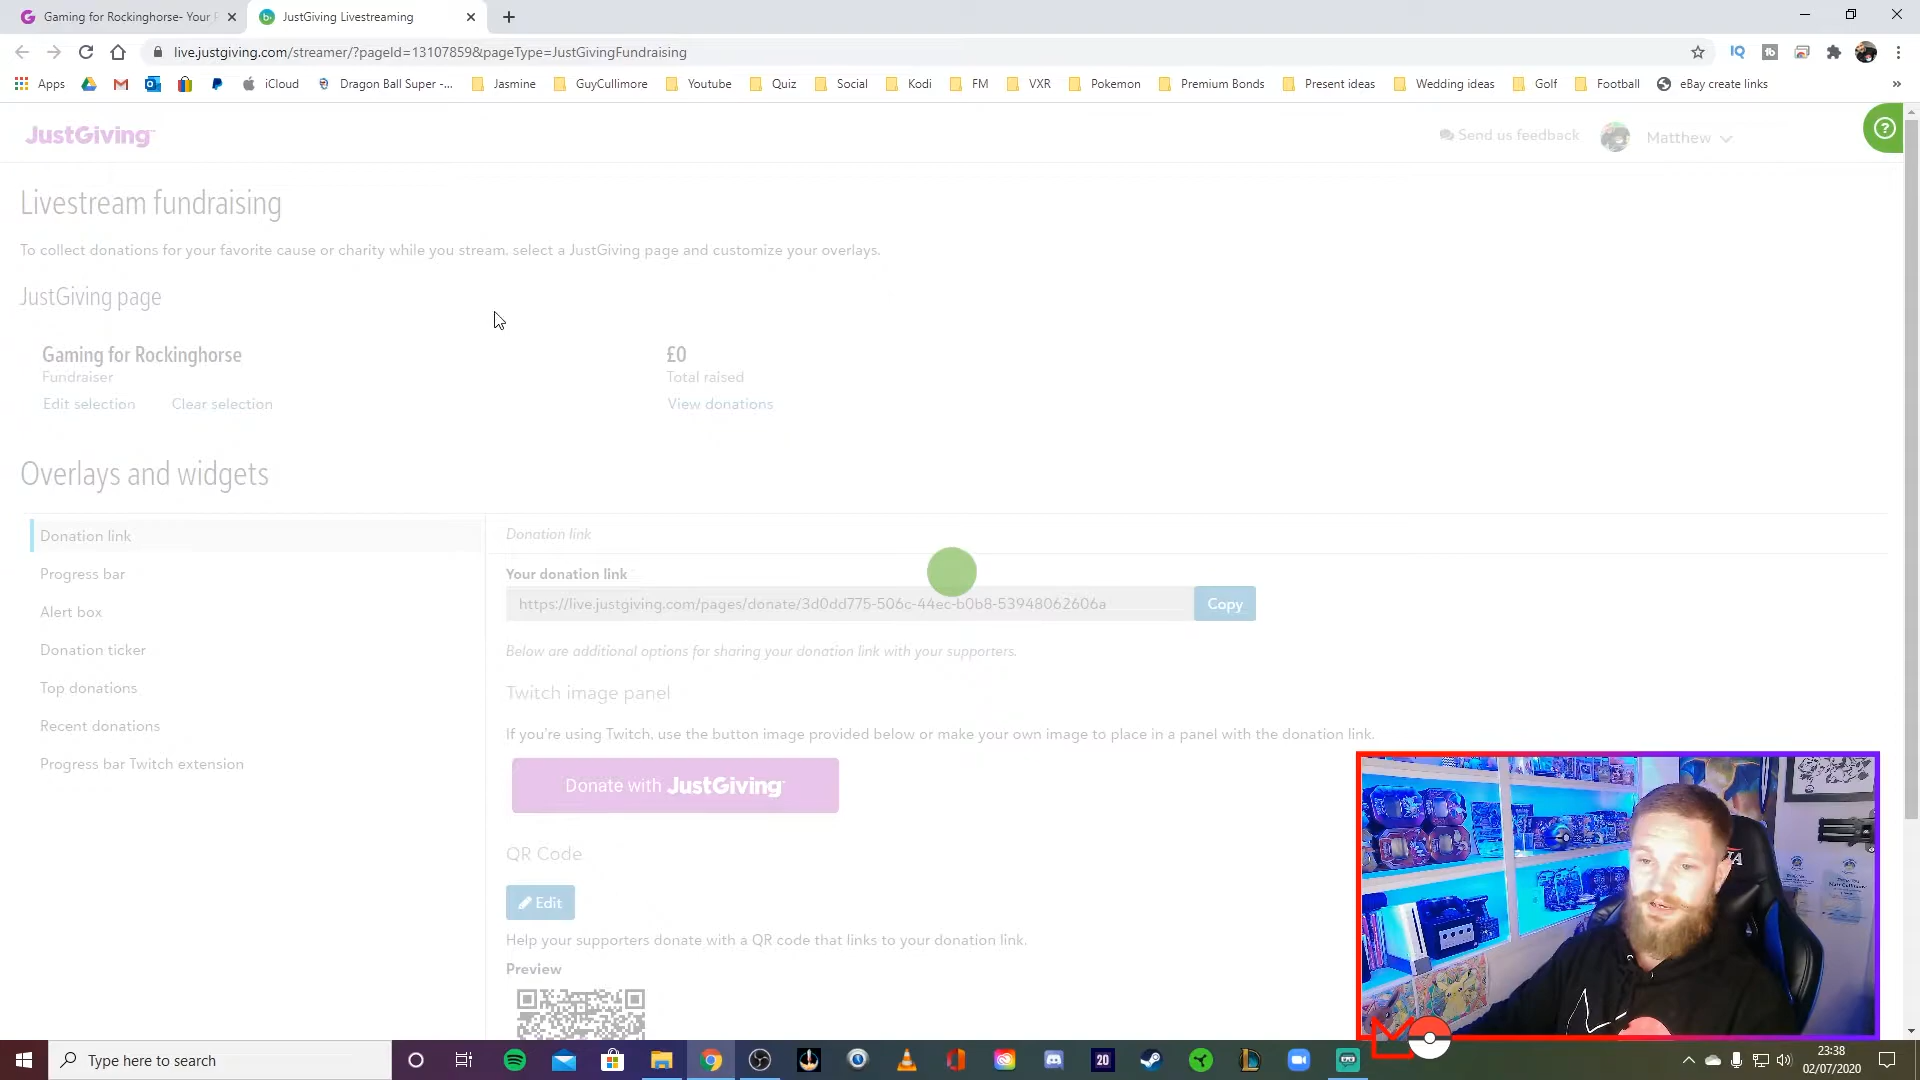 Gaming for Rockinghorse- Your F
JustGiving Livestreaming
live.justgiving.com/streamer/?pageId=13107859&pageType=JustGivingFundraising
Apps
iCloud
Dragon Ball Super -...
Jasmine
GuyCullimore
Youtube
Quiz
Social
Kodi
FM
VXR
Pokemon
Premium Bonds
Present ideas
Wedding ideas
Golf
Football
eBay create links
JustGiving™
Send us feedback
Matthew
Livestream fundraising
To collect donations for your favorite cause or charity while you stream, select a JustGiving page and customize your overlays.
JustGiving page
Gaming for Rockinghorse
£0
Fundraiser
Total raised
Edit selection
Clear selection
View donations
Overlays and widgets
Donation link
Progress bar
Alert box
Donation ticker
Top donations
Recent donations
Progress bar Twitch extension
Donation link
Your donation link
https://live.justgiving.com/pages/donate/3d0dd775-506c-44ec-b0b8-53948062606a
Copy
Below are additional options for sharing your donation link with your supporters.
Twitch image panel
If you're using Twitch, use the button image provided below or make your own image to place in a panel with the donation link.
Donate with JustGiving™
QR Code
Edit
Help your supporters donate with a QR code that links to your donation link.
Preview
Type here to search
20
23:38
02/07/2020